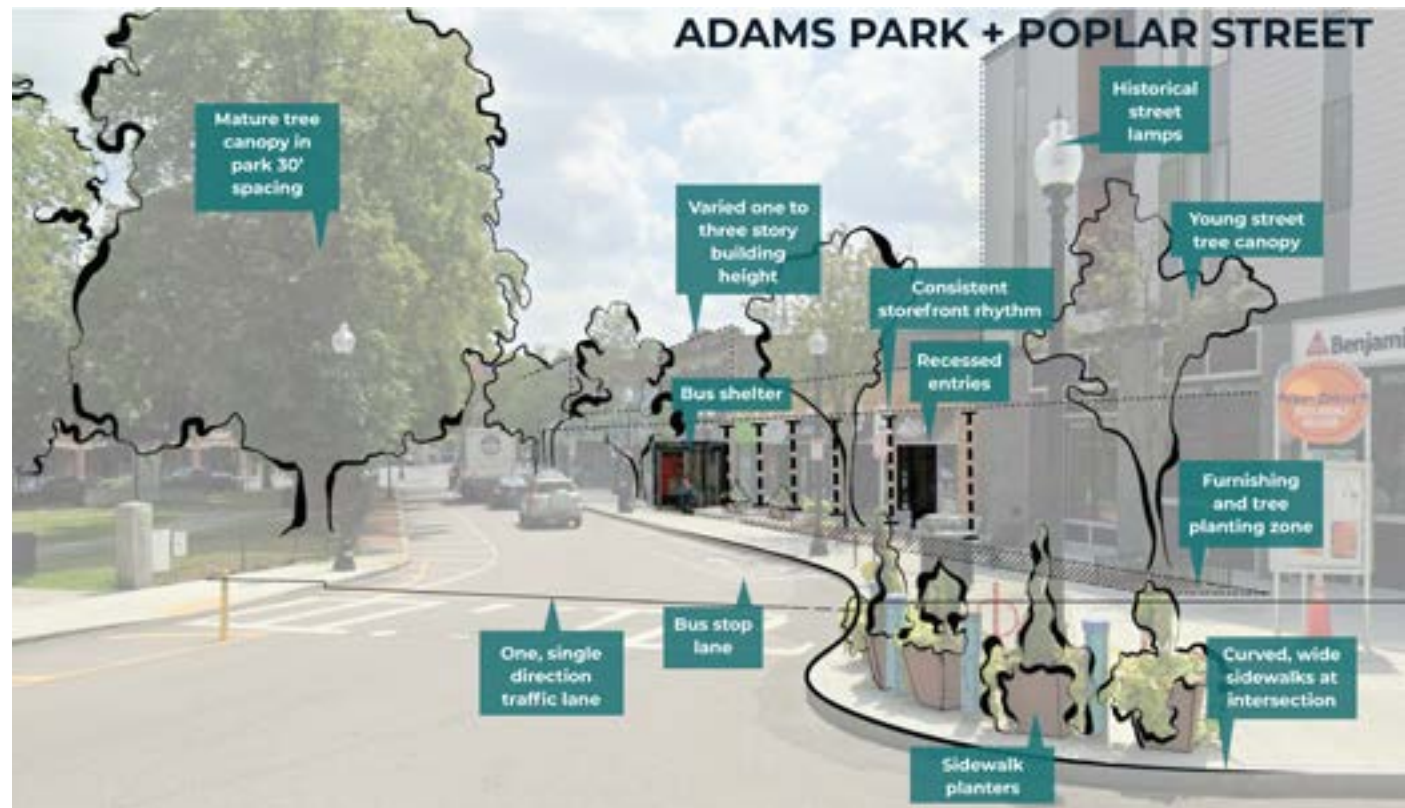 ADAMS PARK + POPLAR STREET
Historical
street
lamps
Mature tree
canopy in
park 30'
spacing
Varied one to
three story
building
height
Young street
tree canopy
Consistent
storefront rhythm
Benjami
Recessed
entries
Bus shelter
Furnishing
and tree
planting zone
Bus stop
lane
One, single
direction
traffic lane
Curved, wide
sidewalks at
intersection
Sidewalk
planters